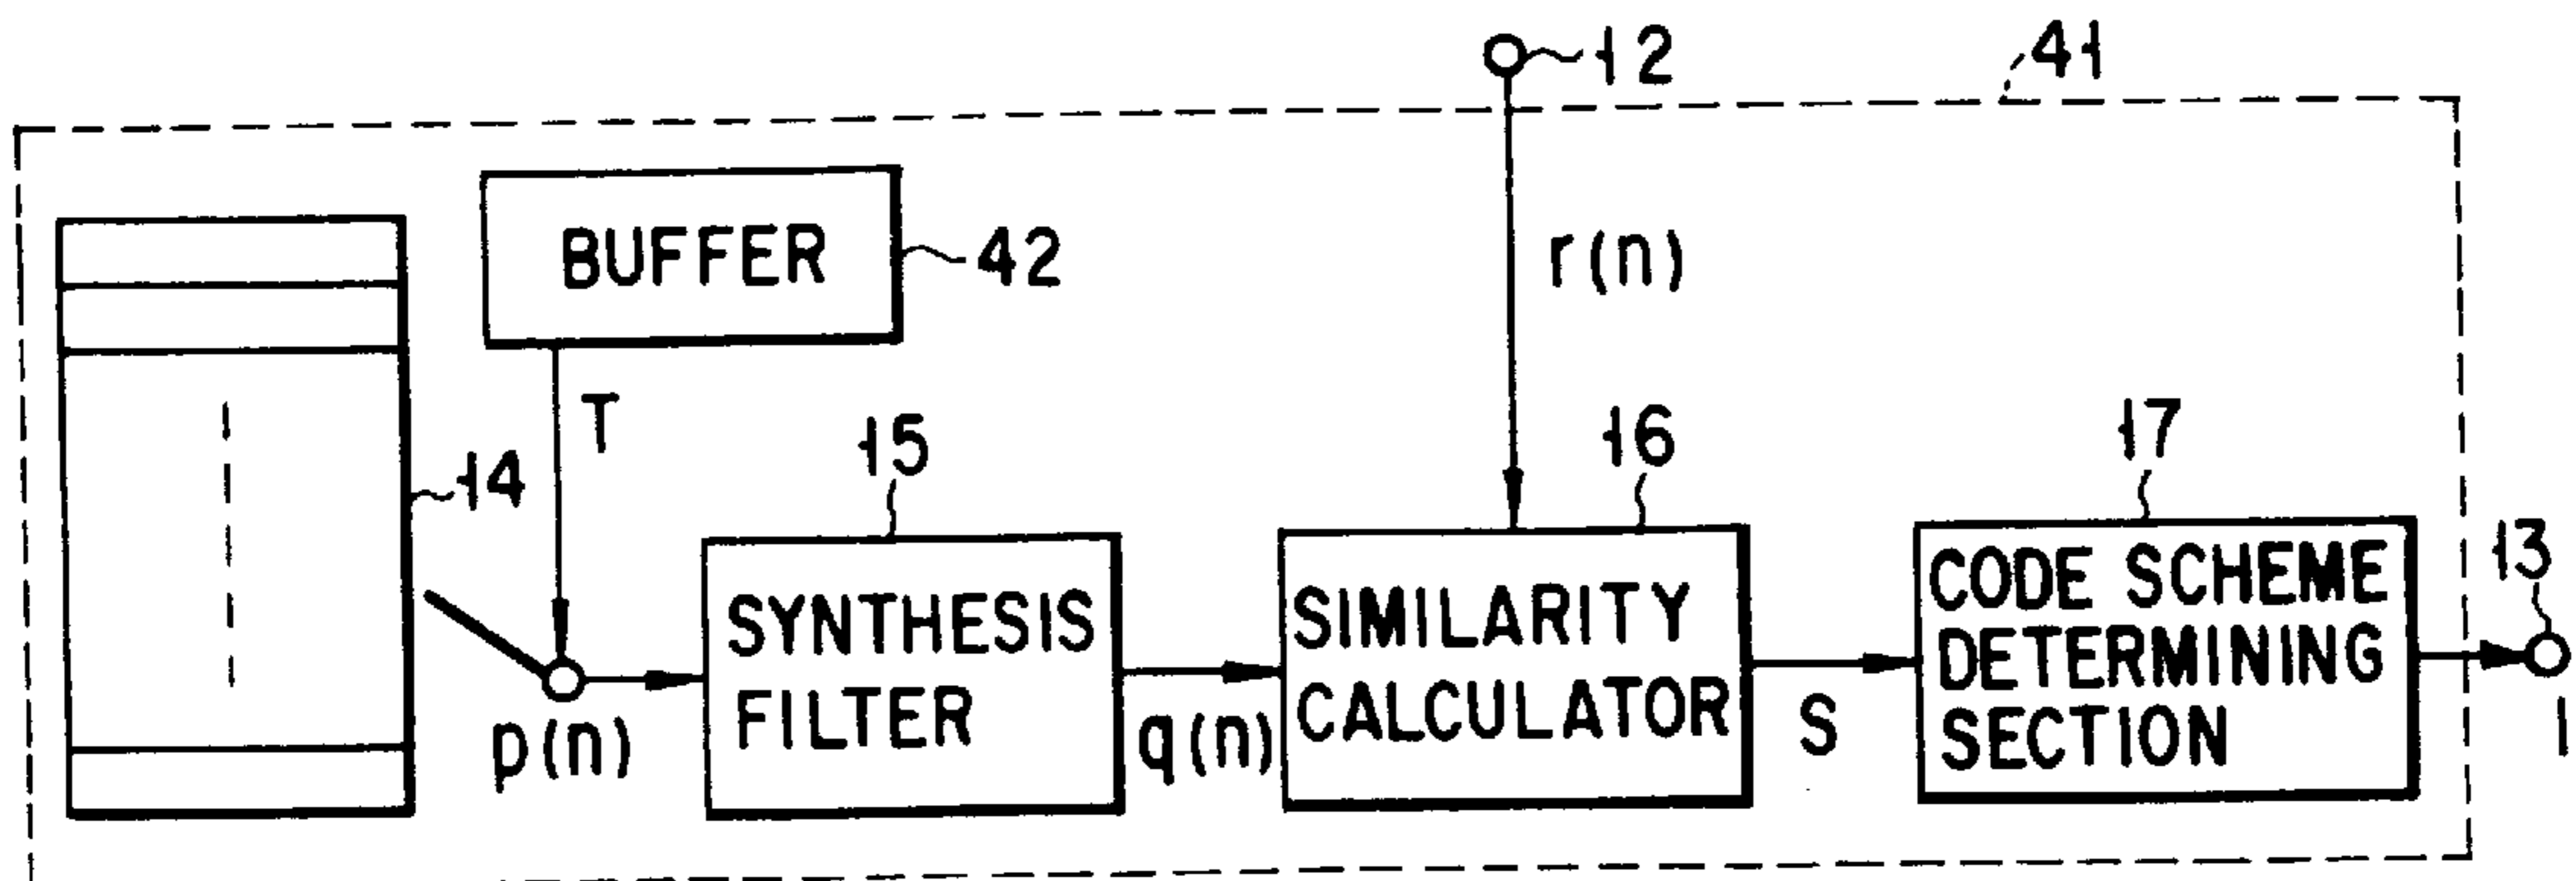 12
41
BUFFER
42
r(n)
T
14
15
16
17
13
SYNTHESIS
FILTER
SIMILARITY
CALCULATOR
CODE SCHEME
DETERMINING
SECTION
p(n)
q(n)
S
I